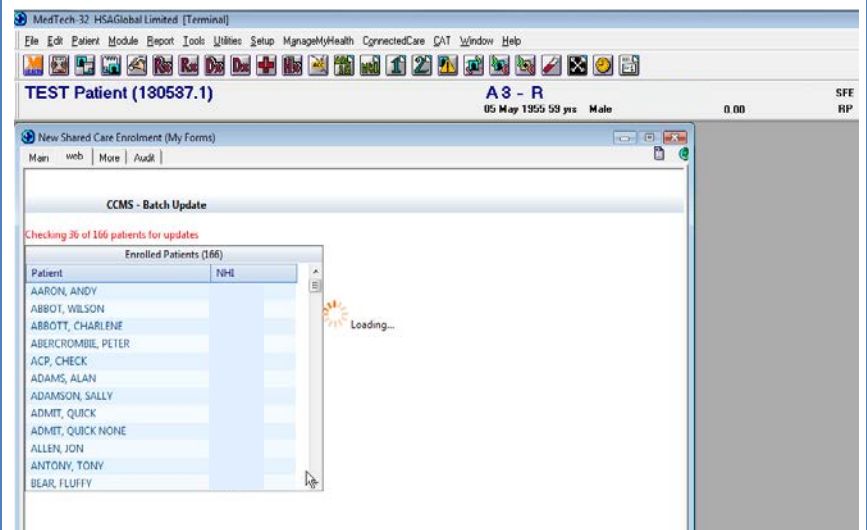 MedTech-32 HSAGlobal Limited [Terminal]
File Edit Patient Module Report Tools Utilities Setup ManageMyHealth ConnectedCare CAT Window Help
TEST Patient (130537.1) A3 - R SFE
05 May 1955 59 yrs Male 0.00 RP
New Shared Care Enrolment (My Forms)
Main web More Audit
CCMS - Batch Update
Checking 36 of 166 patients for updates
Enrolled Patients (166)
Patient NHI
AARON, ANDY
ABBOT, WILSON
ABBOTT, CHARLENE
ABERCROMBIE, PETER
ACP, CHECK
ADAMS, ALAN
ADAMSON, SALLY
ADMIT, QUICK
ADMIT, QUICK NONE
ALLEN, JON
ANTONY, TONY
BEAR, FLUFFY
Loading...